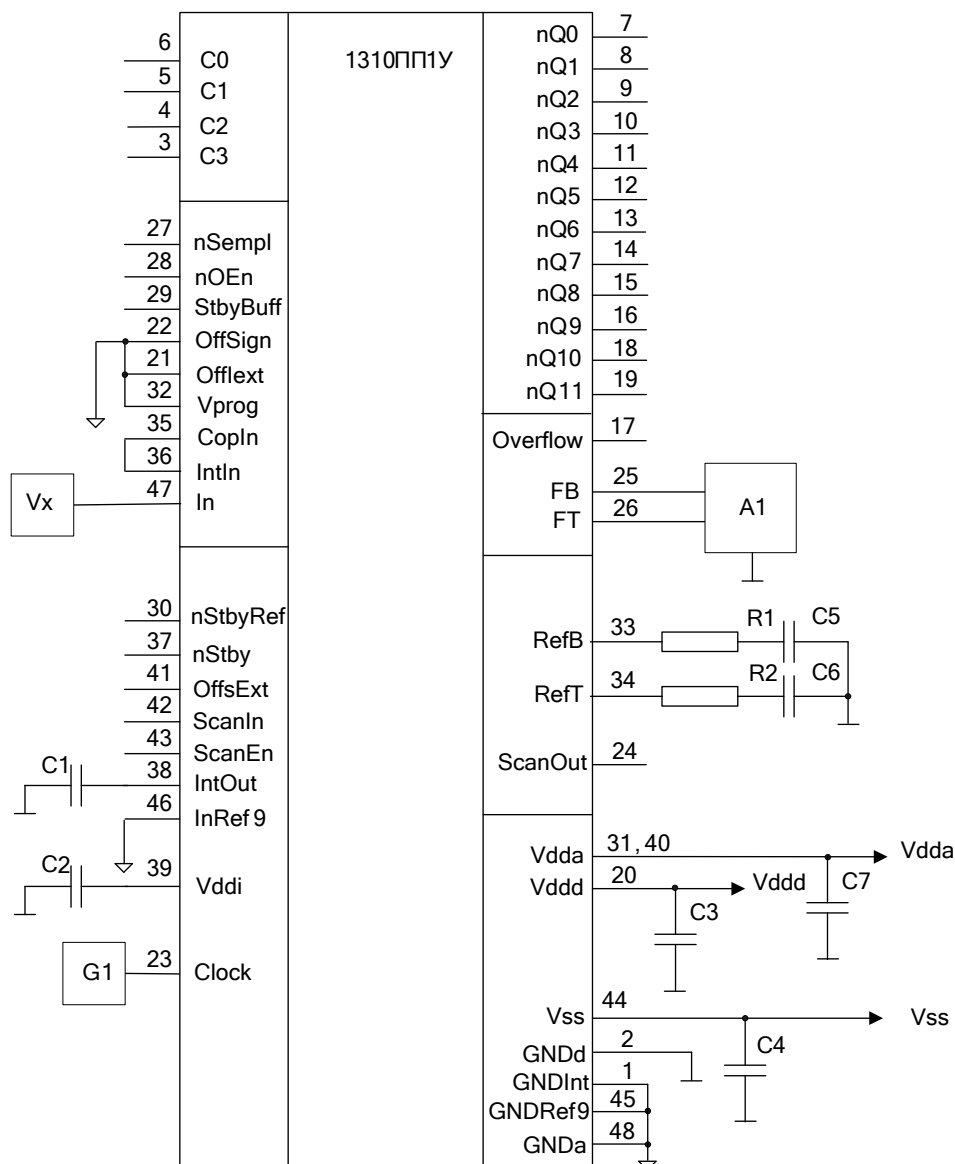 1310ПП1У
6
C0
5
C1
4
C2
3
C3
27
nSempl
28
nOEn
29
StbyBuff
22
OffSign
21
OffIext
32
Vprog
35
CopIn
36
IntIn
Vx
47
In
30
nStbyRef
37
nStby
41
OffsExt
42
ScanIn
43
ScanEn
C1
38
IntOut
46
InRef 9
C2
39
Vddi
G1
23
Clock
nQ0
7
nQ1
8
nQ2
9
nQ3
10
nQ4
11
nQ5
12
nQ6
13
nQ7
14
nQ8
15
nQ9
16
nQ10
18
nQ11
19
Overflow
17
FB
25
FT
26
A1
RefB
33
R1
C5
RefT
34
R2
C6
ScanOut
24
Vdda
31, 40
Vdda
Vddd
20
Vddd
C7
C3
Vss
44
Vss
GNDd
2
C4
GNDInt
1
GNDRef9
45
GNDa
48